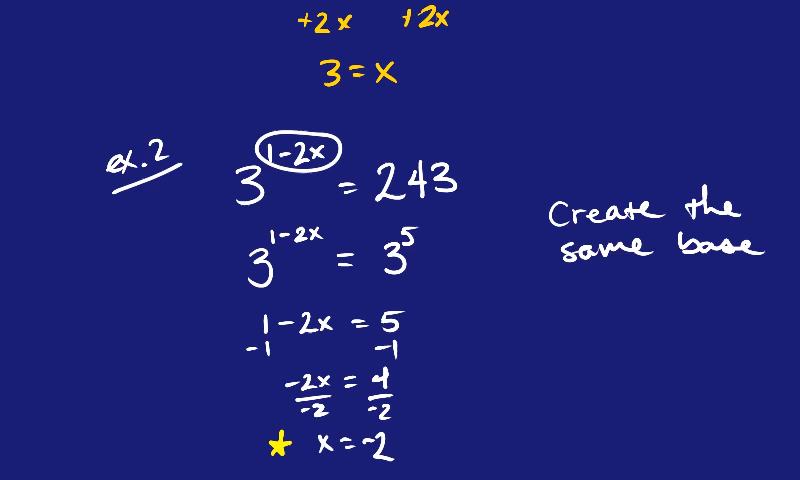 +2x +2x
3 = x
ex. 2 3^(1-2x) = 243
3^(1-2x) = 3^5
Create the
same base
1 - 2x = 5
-1 -1
-2x = 4
-2 -2
★ x = -2